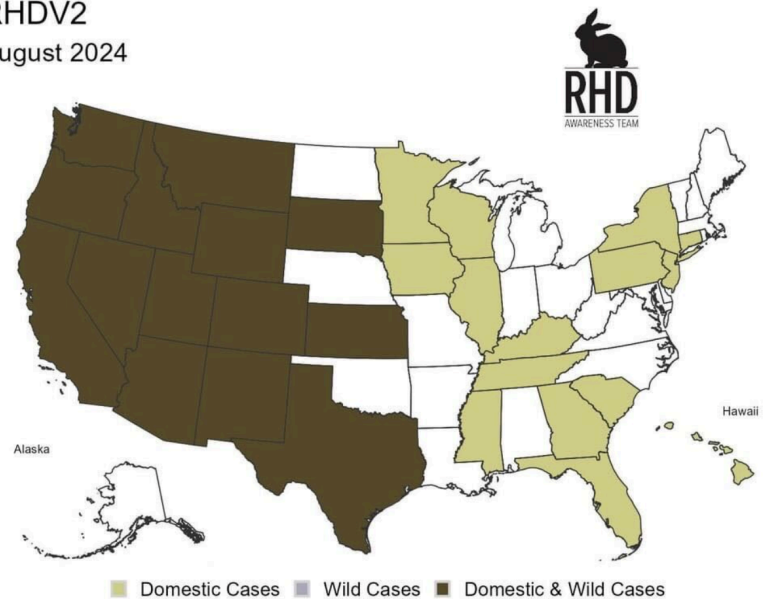 RHDV2
ugust 2024
RHD
AWARENESS TEAM
Hawaii
Alaska
Domestic Cases Wild Cases Domestic & Wild Cases